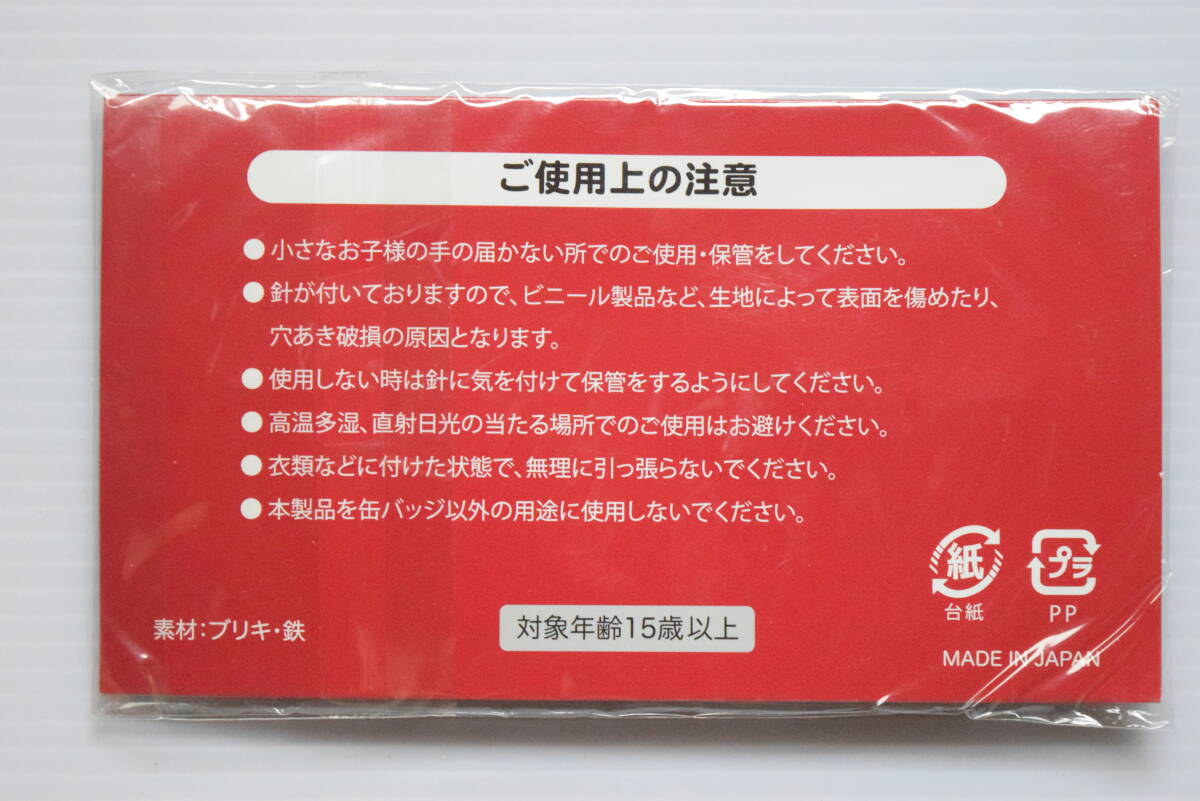 ご使用上の注意
●小さなお子様の手の届かない所でのご使用・保管をしてください。
●針が付いておりますので、ビニール製品など、生地によって表面を傷めたり、
穴あき破損の原因となります。
●使用しない時は針に気を付けて保管をするようにしてください。
●高温多湿、直射日光の当たる場所でのご使用はお避けください。
●衣類などに付けた状態で、無理に引っ張らないでください。
●本製品を缶バッジ以外の用途に使用しないでください。
紙 プラ
台紙 PP
素材：ブリキ・鉄
対象年齢15歳以上
MADE IN JAPAN